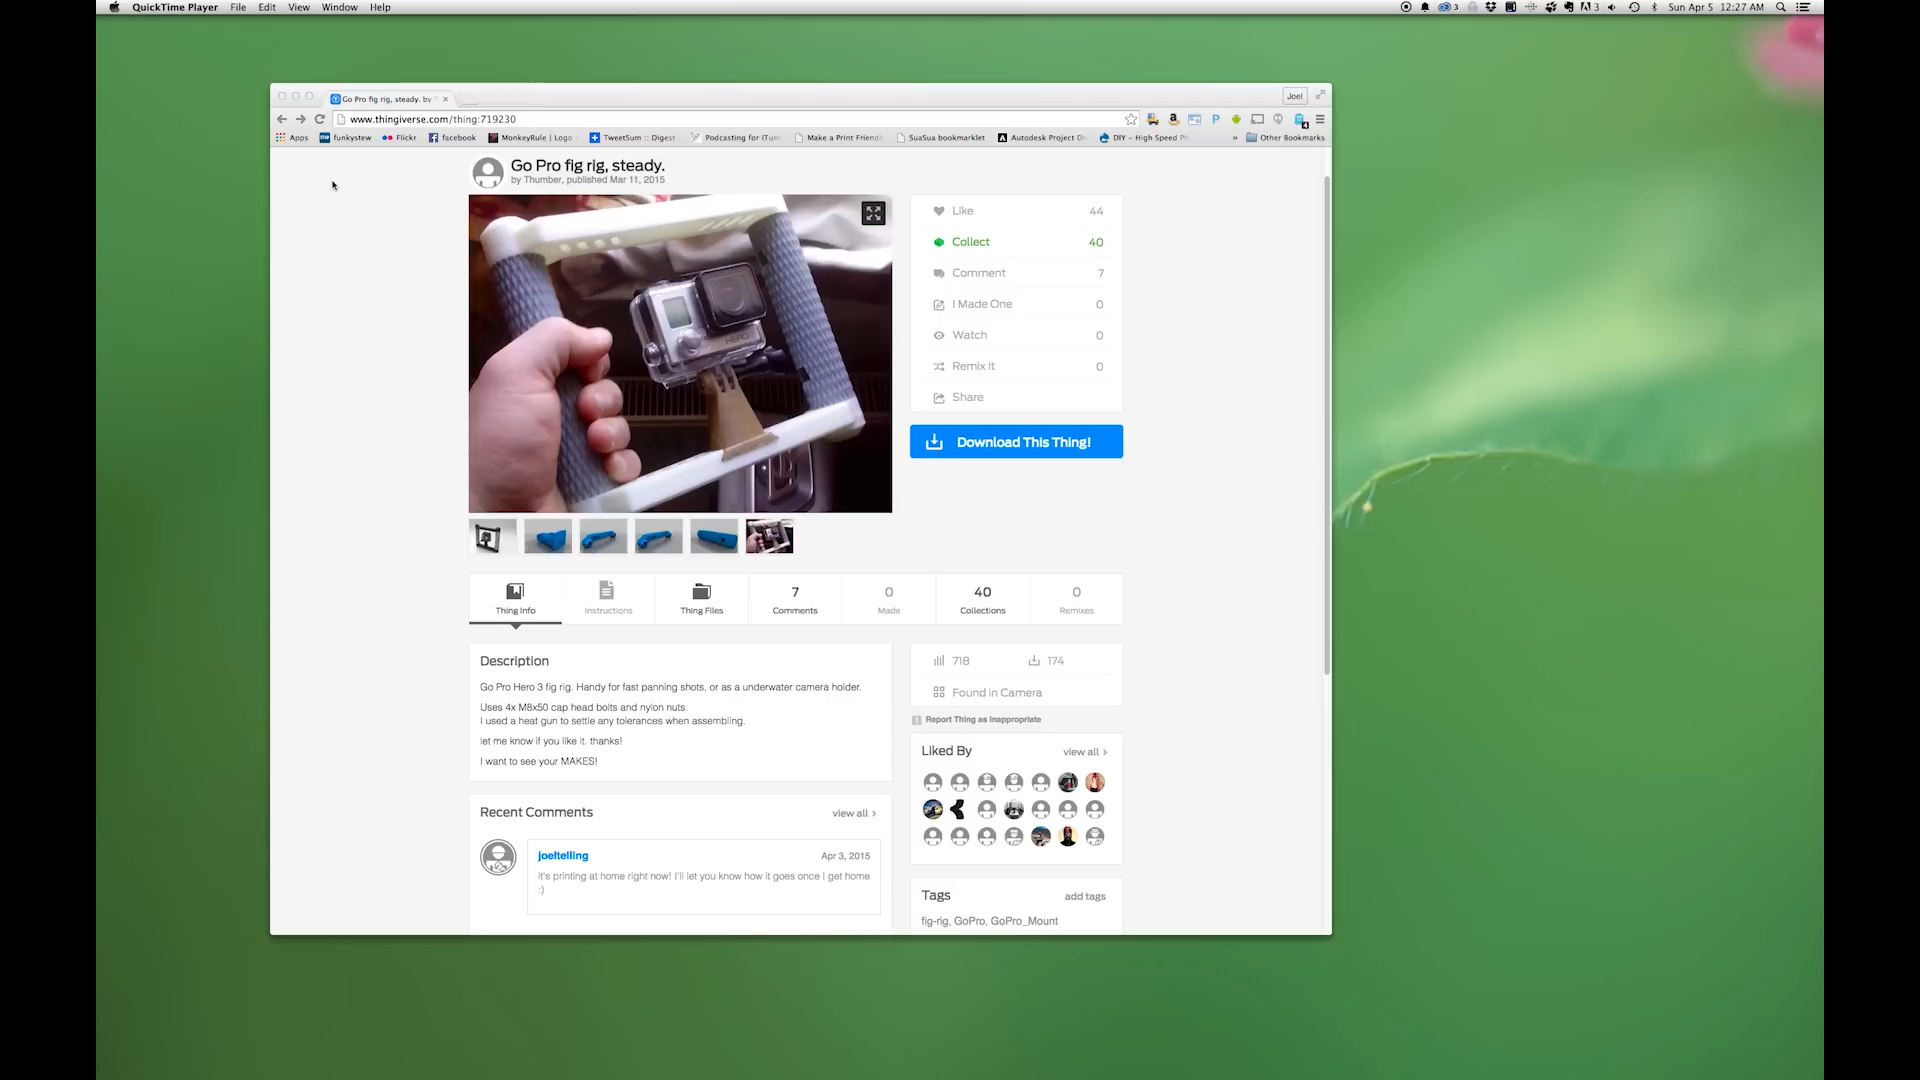 QuickTime Player File Edit View Window Help
3 3 Sun Apr 5 12:27 AM
Go Pro fig rig, steady. by
Joel
www.thingiverse.com/thing:719230
Apps funkystew Flickr facebook MonkeyRule | Logo TweetSum :: Digest Podcasting for iTun Make a Print Friend SuaSua bookmarklet Autodesk Project Dr DIY – High Speed Ph » Other Bookmarks
Go Pro fig rig, steady.
by Thumber, published Mar 11, 2015
HERO
Like 44
Collect 40
Comment 7
I Made One 0
Watch 0
Remix It 0
Share
Download This Thing!
Thing Info
Instructions
Thing Files
7
Comments
0
Made
40
Collections
0
Remixes
Description
Go Pro Hero 3 fig rig. Handy for fast panning shots, or as a underwater camera holder.
Uses 4x M8x50 cap head bolts and nylon nuts.
I used a heat gun to settle any tolerances when assembling.
let me know if you like it. thanks!
I want to see your MAKES!
718 174
Found in Camera
Report Thing as Inappropriate
Liked By view all ›
Recent Comments view all ›
joeltelling Apr 3, 2015
it's printing at home right now! I'll let you know how it goes once I get home
:)
Tags add tags
fig-rig, GoPro, GoPro_Mount